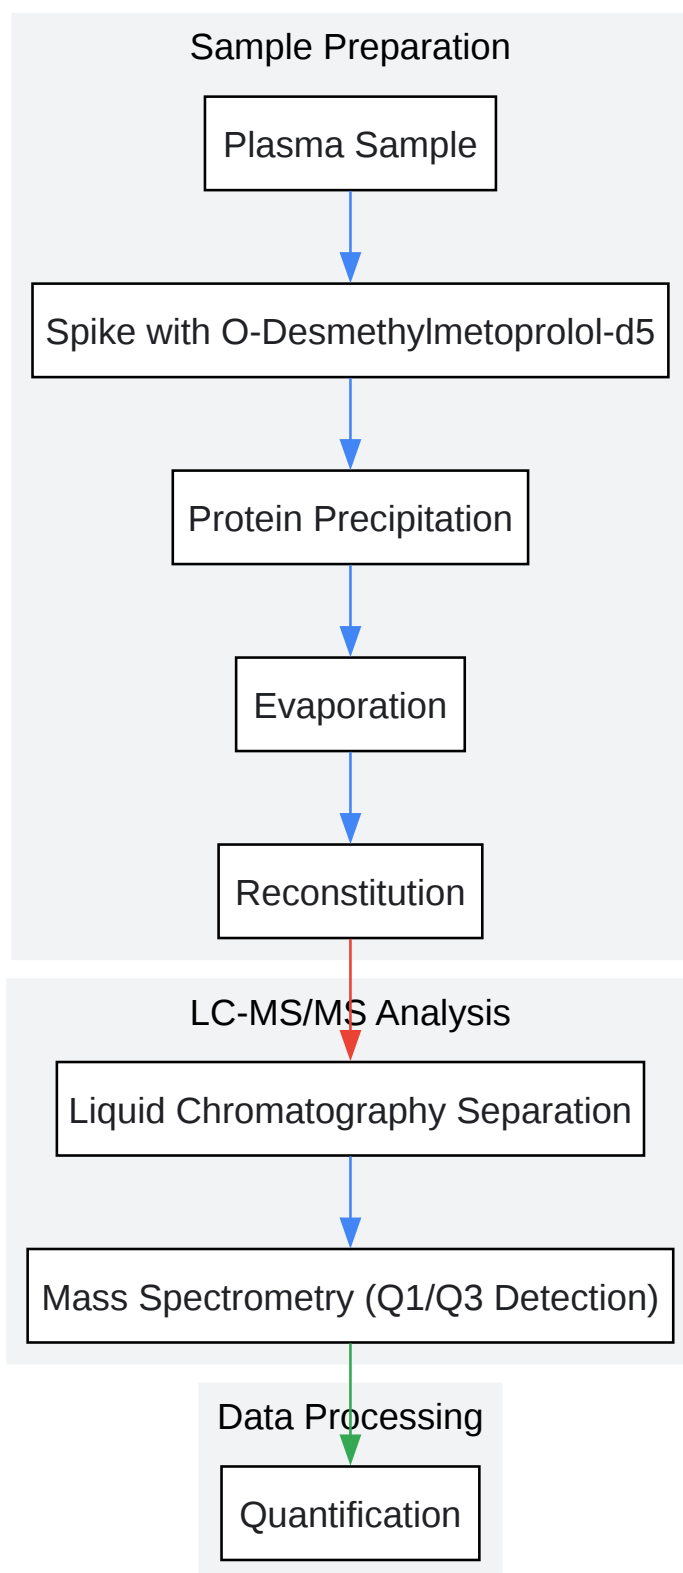 Sample Preparation
Plasma Sample
Spike with O-Desmethylmetoprolol-d5
Protein Precipitation
Evaporation
Reconstitution
LC-MS/MS Analysis
Liquid Chromatography Separation
Mass Spectrometry (Q1/Q3 Detection)
Data Processing
Quantification